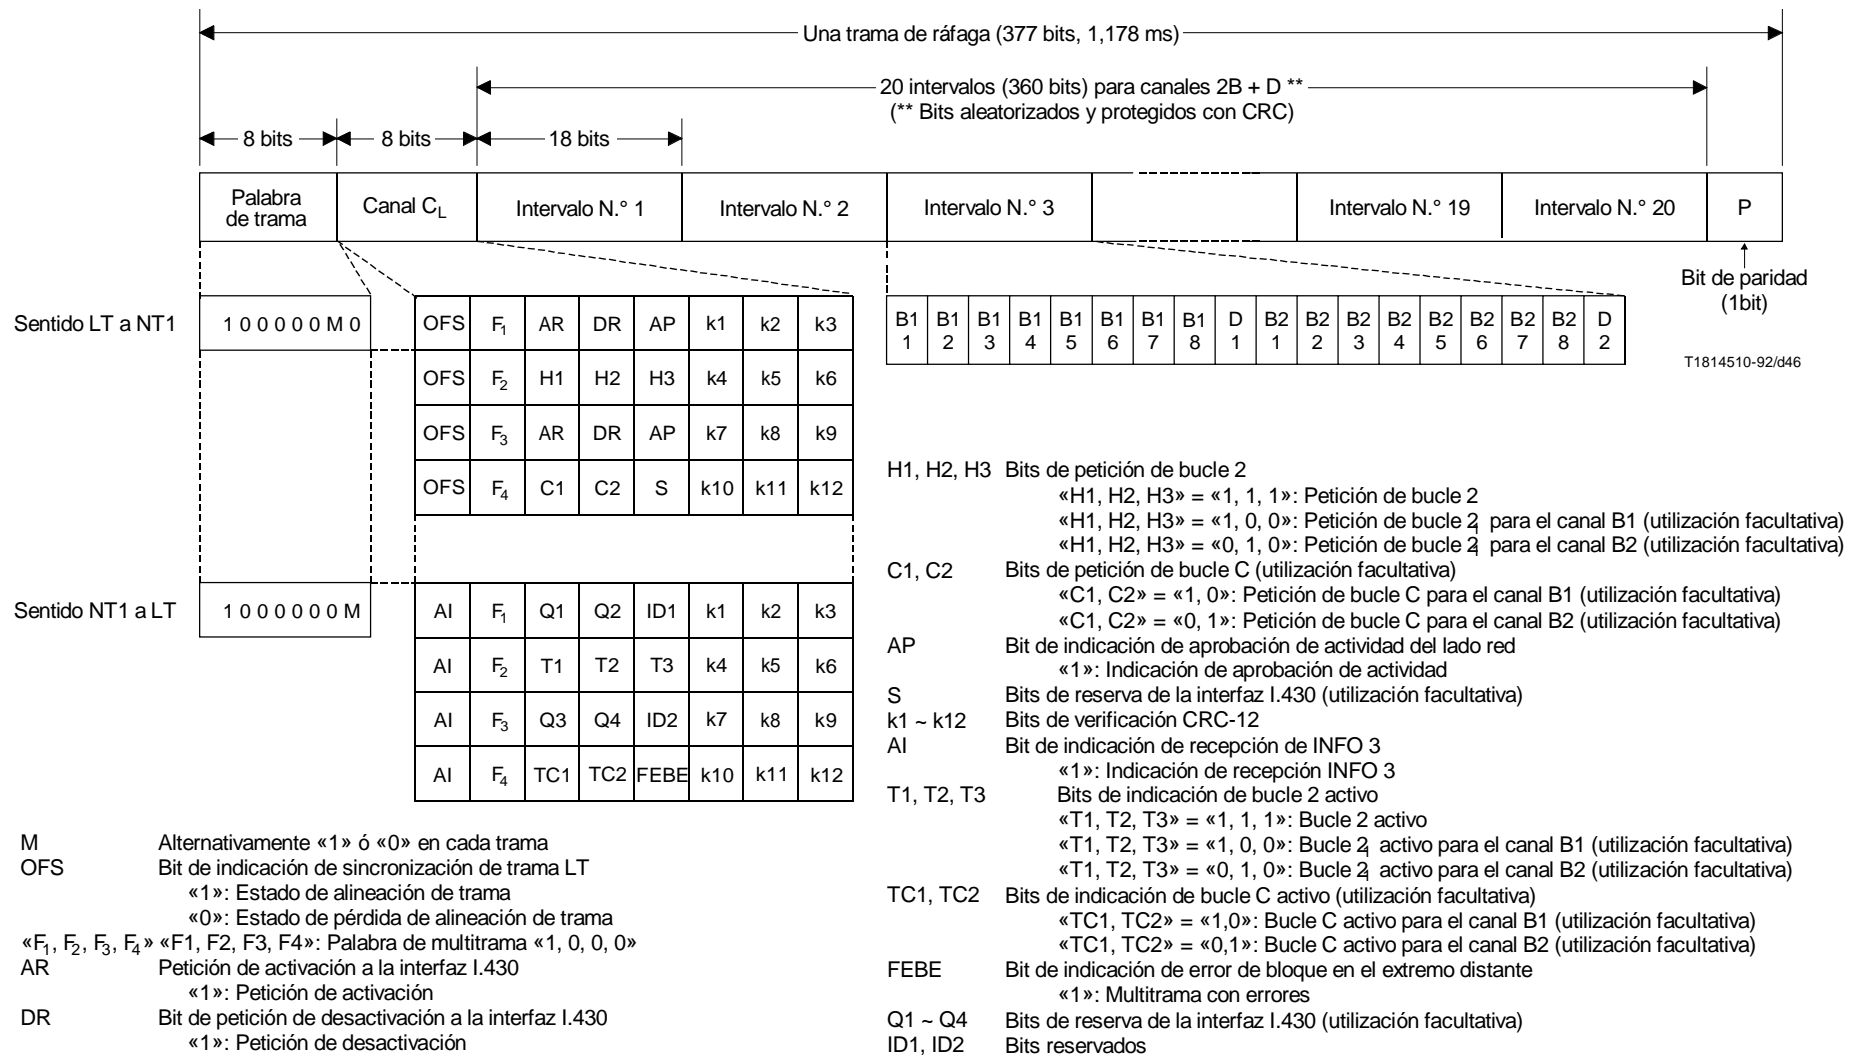 Una trama de ráfaga (377 bits, 1,178 ms)
20 intervalos (360 bits) para canales 2B + D **
(** Bits aleatorizados y protegidos con CRC)
8 bits 8 bits 18 bits
Palabra de trama Canal C_L Intervalo N.° 1 Intervalo N.° 2 Intervalo N.° 3 Intervalo N.° 19 Intervalo N.° 20 P
Bit de paridad
(1bit)
Sentido LT a NT1 1 0 0 0 0 0 M 0
OFS F1 AR DR AP k1 k2 k3
OFS F2 H1 H2 H3 k4 k5 k6
OFS F3 AR DR AP k7 k8 k9
OFS F4 C1 C2 S k10 k11 k12
B1 B1 B1 B1 B1 B1 B1 B1 D B2 B2 B2 B2 B2 B2 B2 B2 D
1 2 3 4 5 6 7 8 1 1 2 3 4 5 6 7 8 2
T1814510-92/d46
Sentido NT1 a LT 1 0 0 0 0 0 0 M
AI F1 Q1 Q2 ID1 k1 k2 k3
AI F2 T1 T2 T3 k4 k5 k6
AI F3 Q3 Q4 ID2 k7 k8 k9
AI F4 TC1 TC2 FEBE k10 k11 k12
M Alternativamente «1» ó «0» en cada trama
OFS Bit de indicación de sincronización de trama LT
«1»: Estado de alineación de trama
«0»: Estado de pérdida de alineación de trama
«F1, F2, F3, F4» «F1, F2, F3, F4»: Palabra de multitrama «1, 0, 0, 0»
AR Petición de activación a la interfaz I.430
«1»: Petición de activación
DR Bit de petición de desactivación a la interfaz I.430
«1»: Petición de desactivación
H1, H2, H3 Bits de petición de bucle 2
«H1, H2, H3» = «1, 1, 1»: Petición de bucle 2
«H1, H2, H3» = «1, 0, 0»: Petición de bucle 2₁ para el canal B1 (utilización facultativa)
«H1, H2, H3» = «0, 1, 0»: Petición de bucle 2₁ para el canal B2 (utilización facultativa)
C1, C2 Bits de petición de bucle C (utilización facultativa)
«C1, C2» = «1, 0»: Petición de bucle C para el canal B1 (utilización facultativa)
«C1, C2» = «0, 1»: Petición de bucle C para el canal B2 (utilización facultativa)
AP Bit de indicación de aprobación de actividad del lado red
«1»: Indicación de aprobación de actividad
S Bits de reserva de la interfaz I.430 (utilización facultativa)
k1 ~ k12 Bits de verificación CRC-12
AI Bit de indicación de recepción de INFO 3
«1»: Indicación de recepción INFO 3
T1, T2, T3 Bits de indicación de bucle 2 activo
«T1, T2, T3» = «1, 1, 1»: Bucle 2 activo
«T1, T2, T3» = «1, 0, 0»: Bucle 2₁ activo para el canal B1 (utilización facultativa)
«T1, T2, T3» = «0, 1, 0»: Bucle 2₁ activo para el canal B2 (utilización facultativa)
TC1, TC2 Bits de indicación de bucle C activo (utilización facultativa)
«TC1, TC2» = «1,0»: Bucle C activo para el canal B1 (utilización facultativa)
«TC1, TC2» = «0,1»: Bucle C activo para el canal B2 (utilización facultativa)
FEBE Bit de indicación de error de bloque en el extremo distante
«1»: Multitrama con errores
Q1 ~ Q4 Bits de reserva de la interfaz I.430 (utilización facultativa)
ID1, ID2 Bits reservados